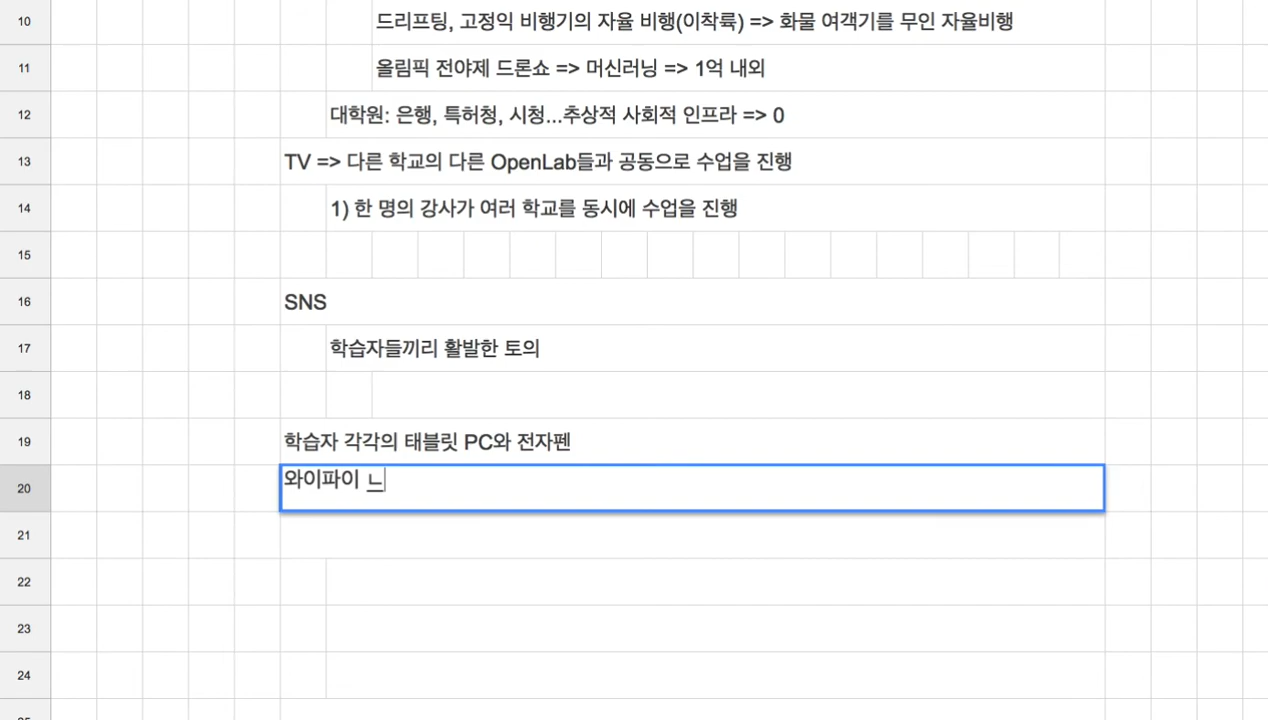 10
드리프팅, 고정익 비행기의 자율 비행(이착륙) => 화물 여객기를 무인 자율비행
11
올림픽 전야제 드론쇼 => 머신러닝 => 1억 내외
12
대학원: 은행, 특허청, 시청...추상적 사회적 인프라 => 0
13
TV => 다른 학교의 다른 OpenLab들과 공동으로 수업을 진행
14
1) 한 명의 강사가 여러 학교를 동시에 수업을 진행
15
16
SNS
17
학습자들끼리 활발한 토의
18
19
학습자 각각의 태블릿 PC와 전자펜
20
와이파이 ㄴ
21
22
23
24